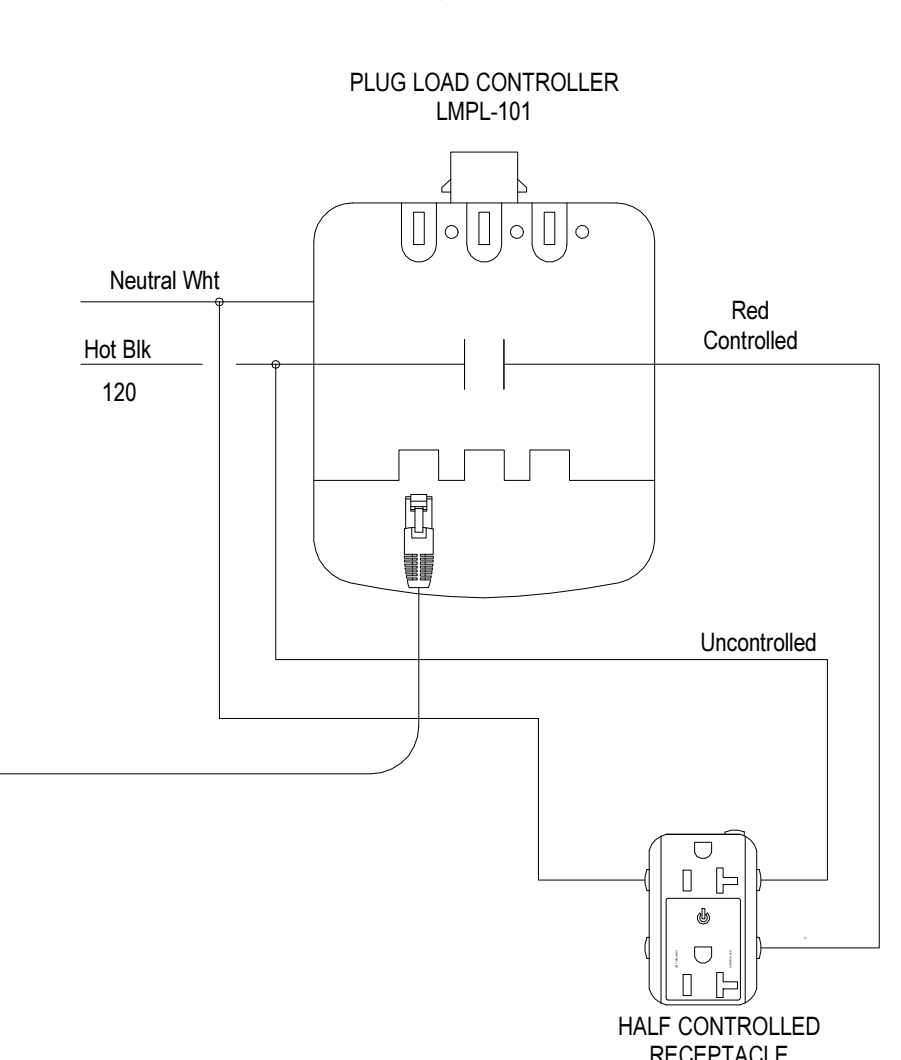 PLUG LOAD CONTROLLER
LMPL-101
Neutral Wht
Hot Blk
120
Red
Controlled
Uncontrolled
HALF CONTROLLED
RECEPTACLE